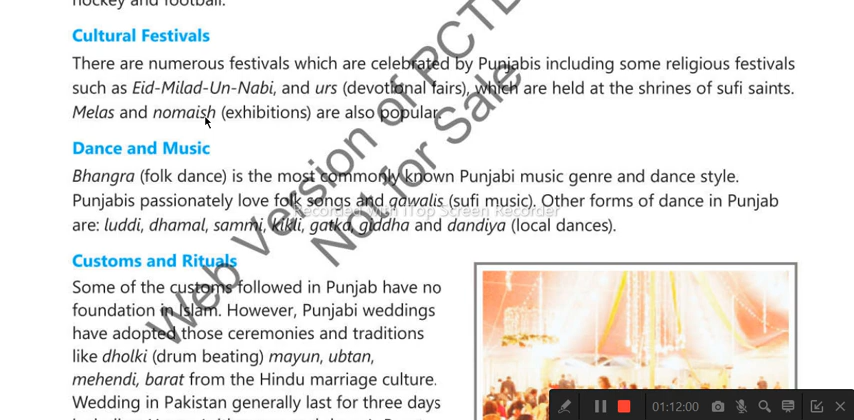 hockey and football.
Cultural Festivals
There are numerous festivals which are celebrated by Punjabis including some religious festivals
such as Eid-Milad-Un-Nabi, and urs (devotional fairs), which are held at the shrines of sufi saints.
Melas and nomaish (exhibitions) are also popular.
Dance and Music
Bhangra (folk dance) is the most commonly known Punjabi music genre and dance style.
Punjabis passionately love folk songs and qawalis (sufi music). Other forms of dance in Punjab
Recorded with iTop Screen Recorder
are: luddi, dhamal, sammi, kikli, gatka, giddha and dandiya (local dances).
Customs and Rituals
Some of the customs followed in Punjab have no
foundation in Islam. However, Punjabi weddings
have adopted those ceremonies and traditions
like dholki (drum beating) mayun, ubtan,
mehendi, barat from the Hindu marriage culture.
Wedding in Pakistan generally last for three days
Web Version of PCTB
Not for Sale
01:12:00